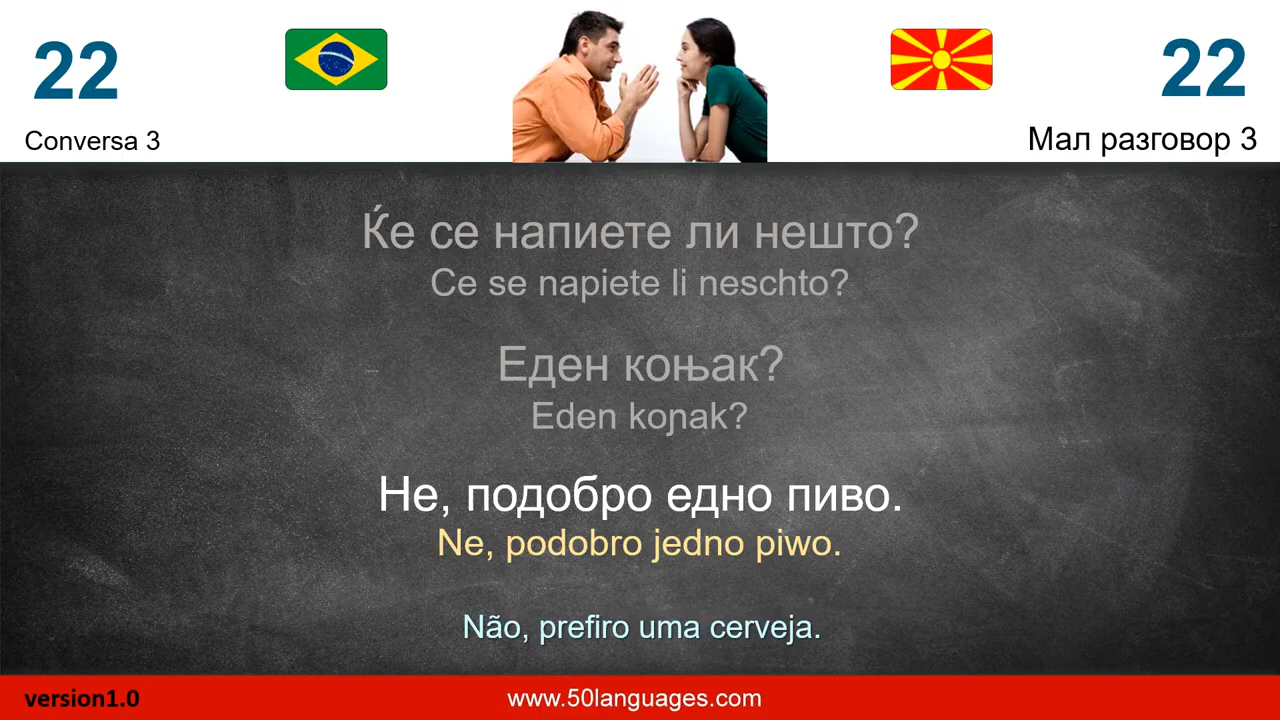 22
22
Conversa 3
Мал разговор 3
Ќе се напиете ли нешто?
Ce se napiete li neschto?
Еден коњак?
Eden koɲak?
Не, подобро едно пиво.
Ne, podobro jedno piwo.
Não, prefiro uma cerveja.
version1.0
www.50languages.com